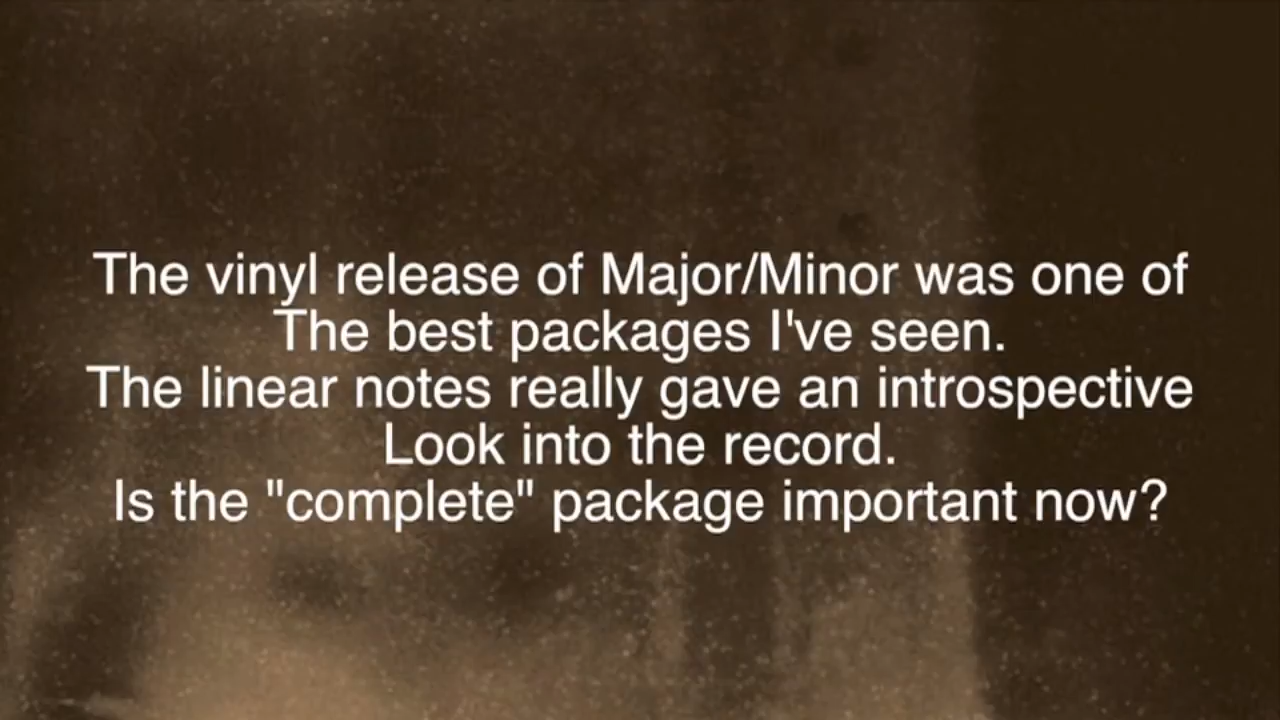 The vinyl release of Major/Minor was one of
The best packages I've seen.
The linear notes really gave an introspective
Look into the record.
Is the "complete" package important now?